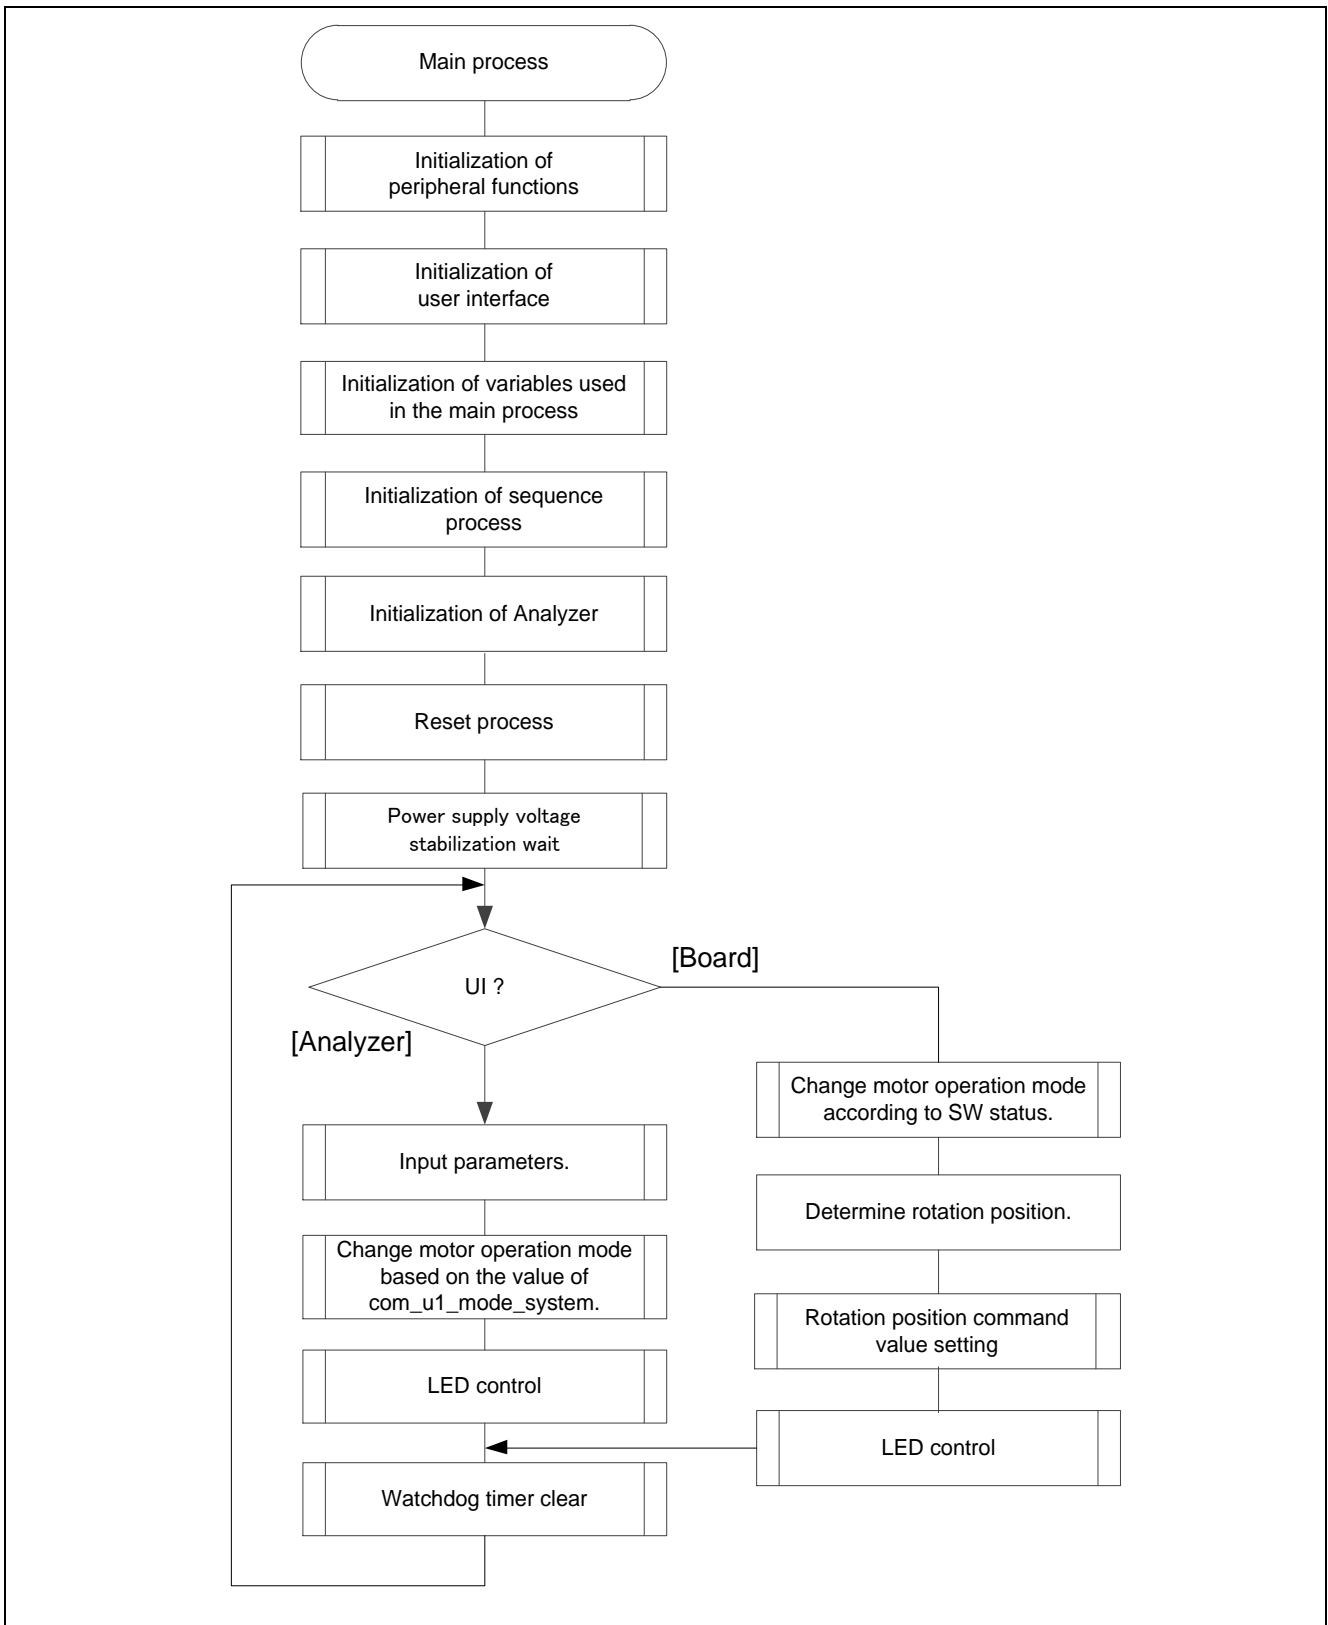 Main process
Initialization of
peripheral functions
Initialization of
user interface
Initialization of variables used
in the main process
Initialization of sequence
process
Initialization of Analyzer
Reset process
Power supply voltage
stabilization wait
UI ?
[Board]
[Analyzer]
Change motor operation mode
according to SW status.
Input parameters.
Determine rotation position.
Change motor operation mode
based on the value of
com_u1_mode_system.
Rotation position command
value setting
LED control
LED control
Watchdog timer clear